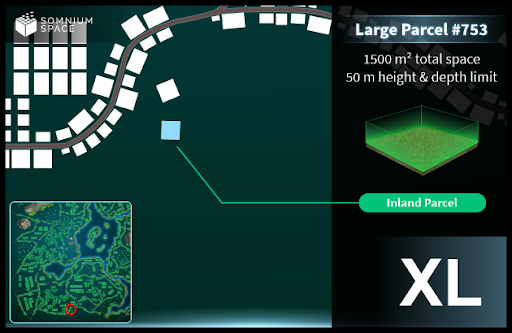 SOMNIUM
SPACE
Large Parcel #753
1500 m² total space
50 m height & depth limit
Inland Parcel
XL